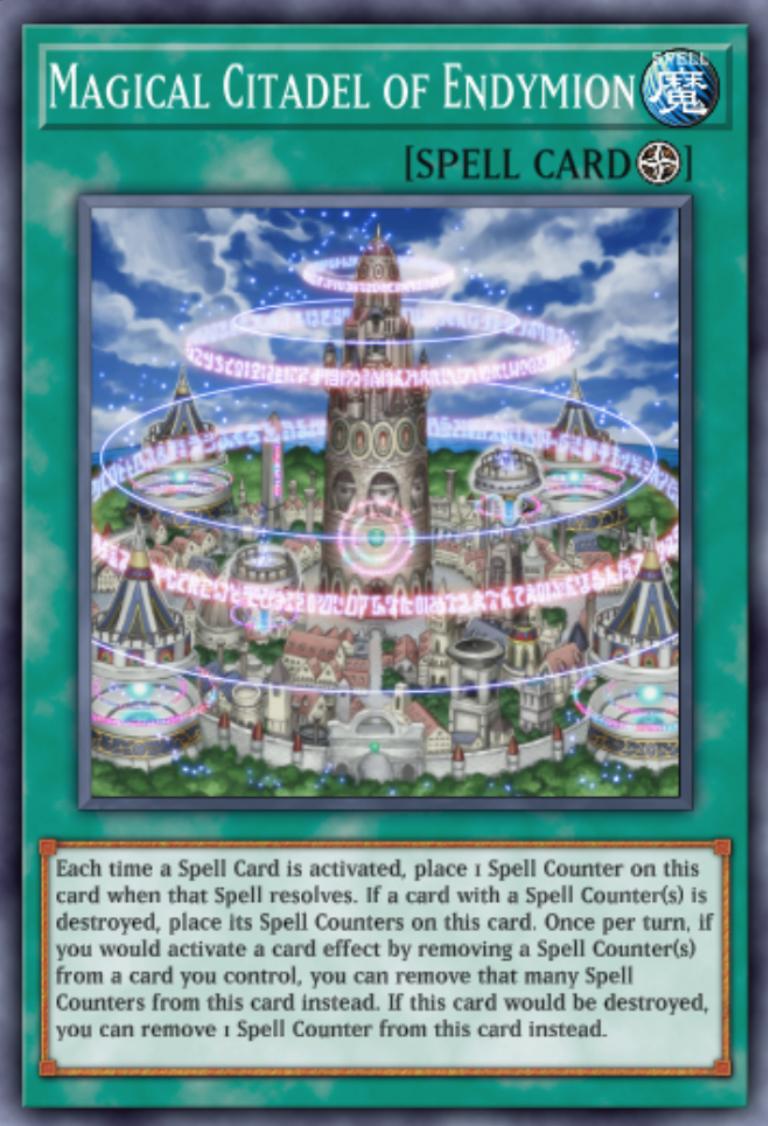 MAGICAL CITADEL OF ENDYMION
SPELL
魔
[SPELL CARD]
Each time a Spell Card is activated, place 1 Spell Counter on this
card when that Spell resolves. If a card with a Spell Counter(s) is
destroyed, place its Spell Counters on this card. Once per turn, if
you would activate a card effect by removing a Spell Counter(s)
from a card you control, you can remove that many Spell
Counters from this card instead. If this card would be destroyed,
you can remove 1 Spell Counter from this card instead.